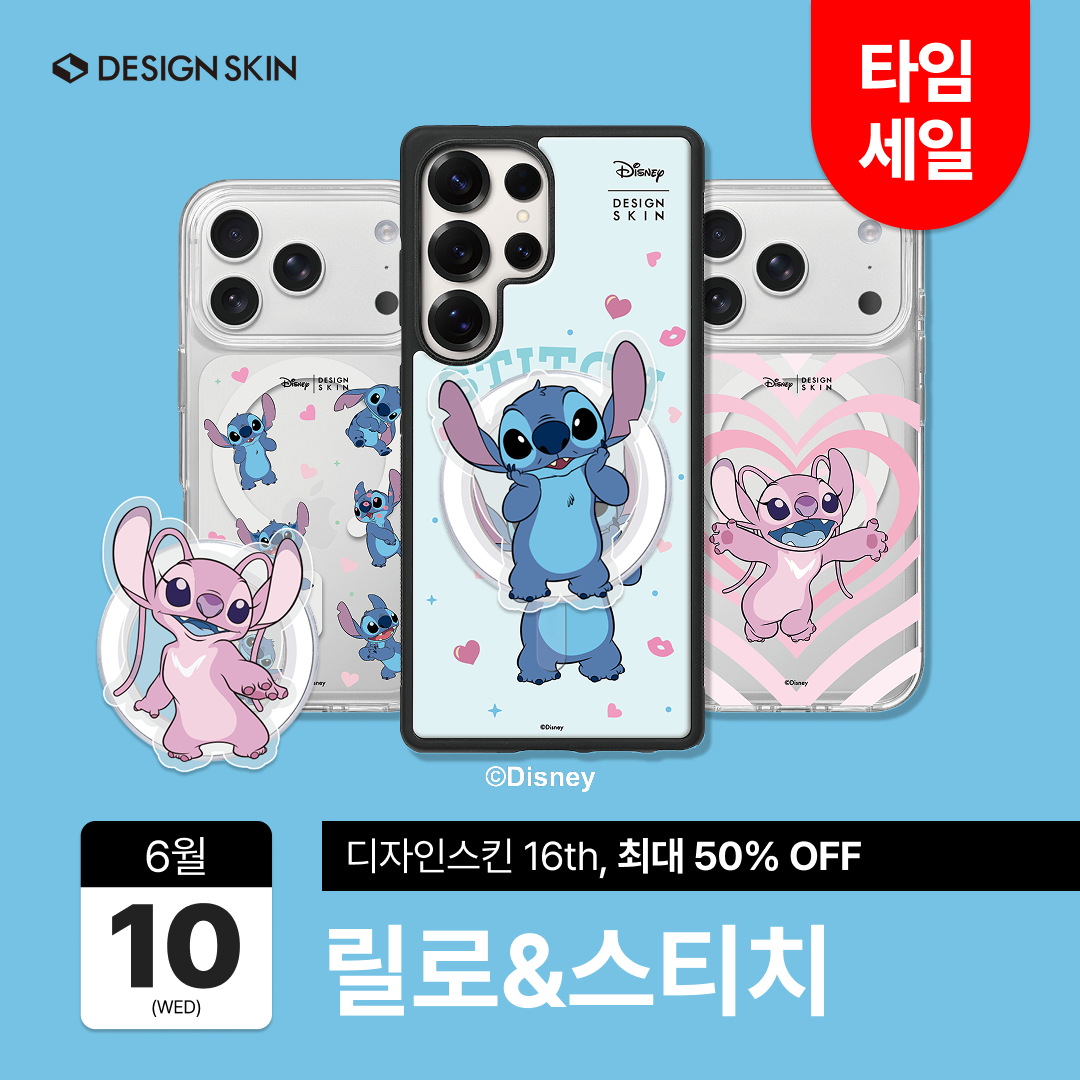 DESIGN SKIN
타임
세일
Disney
DESIGN
SKIN
Disney | DESIGN
SKIN
Disney | DESIGN
SKIN
©Disney
©Disney
©Disney
6월
10
(WED)
디자인스킨 16th, 최대 50% OFF
릴로&스티치